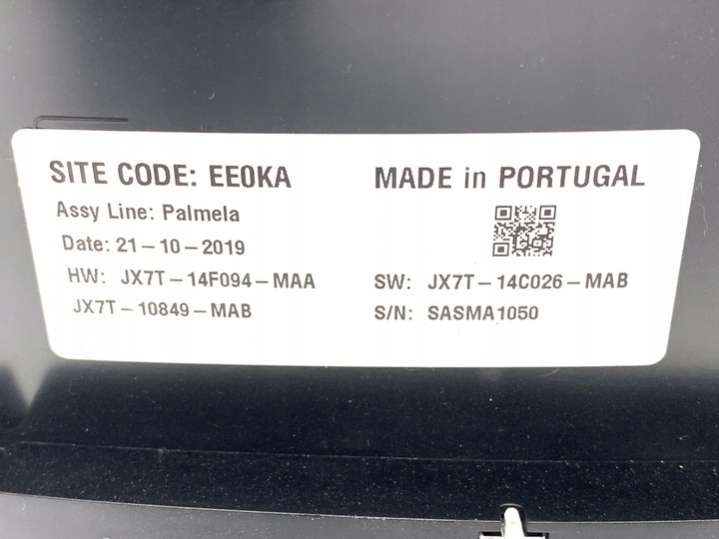 SITE CODE: EE0KA
MADE in PORTUGAL
Assy Line: Palmela
Date: 21-10-2019
HW: JX7T-14F094-MAA
SW: JX7T-14C026-MAB
JX7T-10849-MAB
S/N: SASMA1050